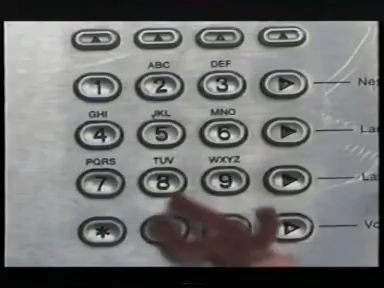 ABC DEF
1 2 3 Ne
GHI JKL MNO
4 5 6 La
PQRS TUV WXYZ
7 8 9 La
* Vo